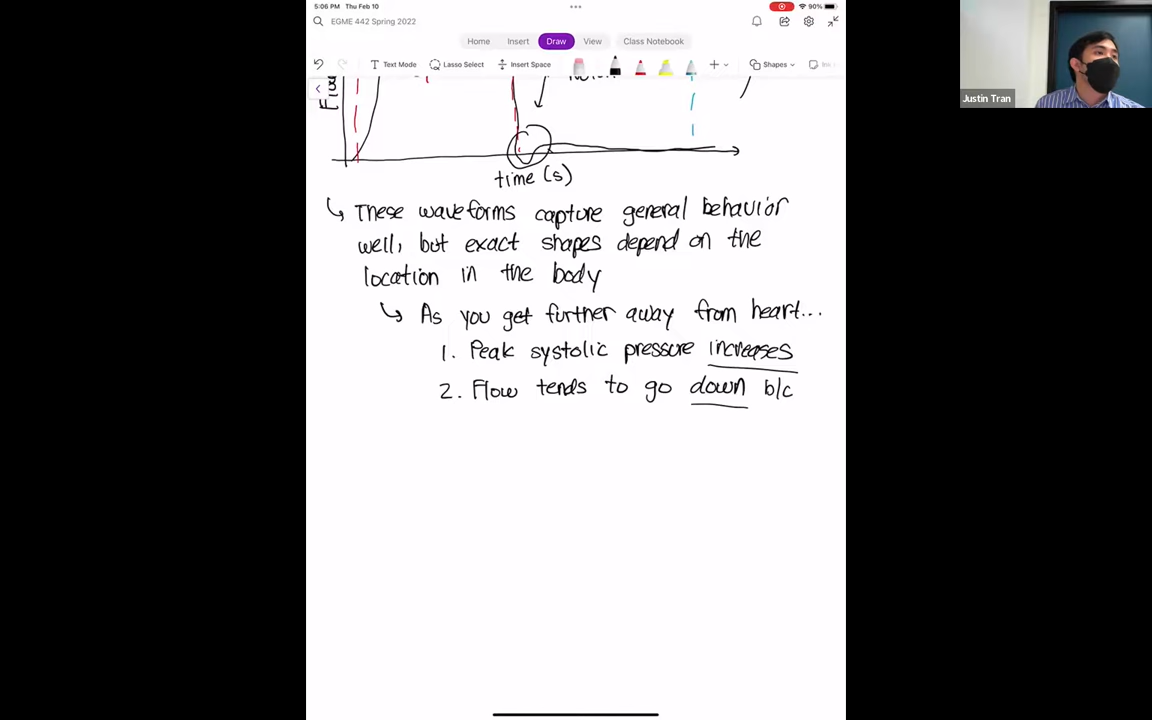 5:06 PM Thu Feb 10
90%
EGME 442 Spring 2022
Home Insert Draw View Class Notebook
Text Mode Lasso Select Insert Space Shapes Ink
Justin Tran
time (s)
These waveforms capture general behavior
well, but exact shapes depend on the
location in the body
As you get further away from heart...
1. Peak systolic pressure increases
2. Flow tends to go down b/c